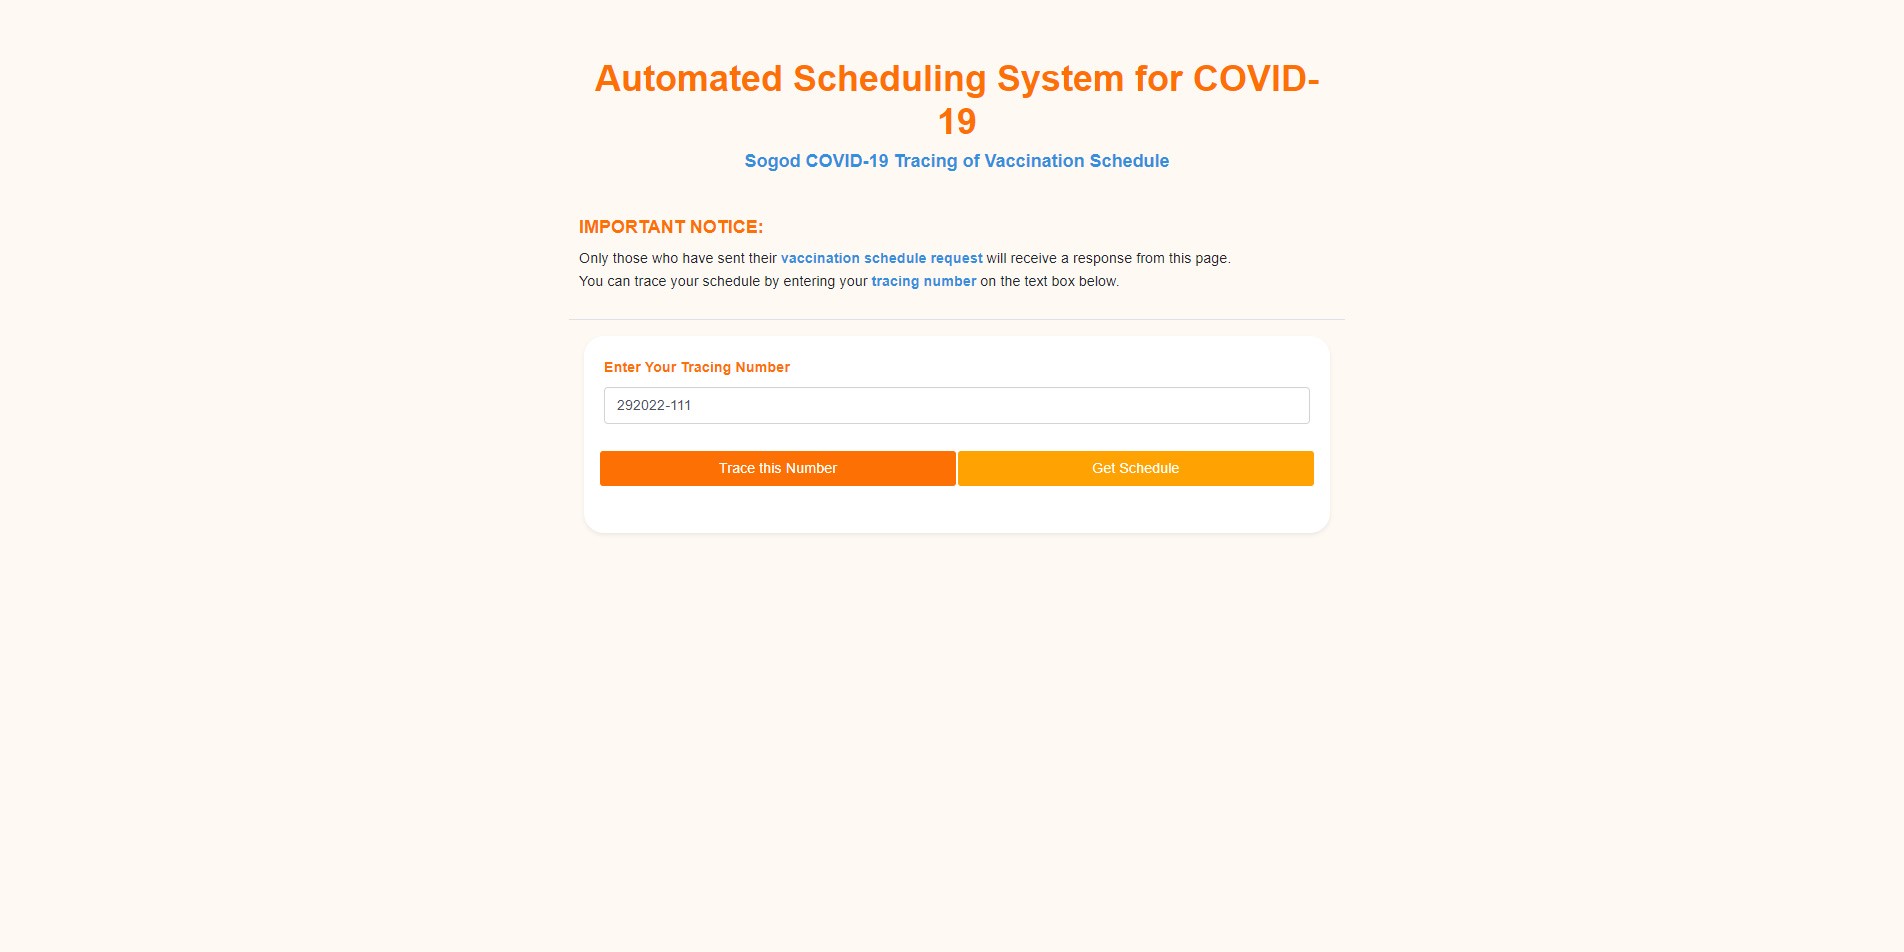 Automated Scheduling System for COVID-
19
Sogod COVID-19 Tracing of Vaccination Schedule
IMPORTANT NOTICE:
Only those who have sent their vaccination schedule request will receive a response from this page.
You can trace your schedule by entering your tracing number on the text box below.
Enter Your Tracing Number
292022-111
Trace this Number
Get Schedule